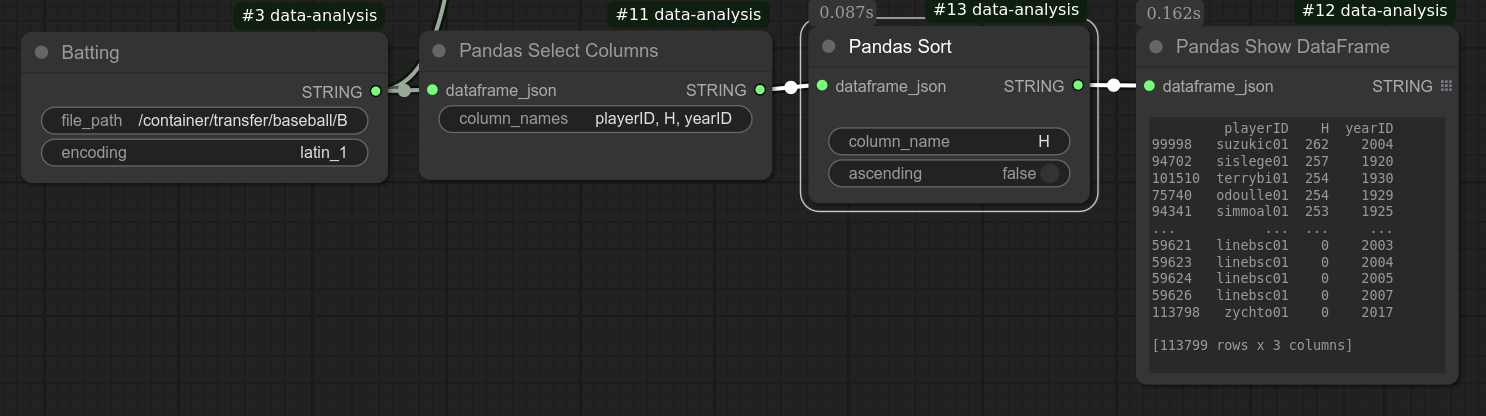 #3 data-analysis
Batting
STRING
file_path /container/transfer/baseball/B
encoding latin_1
#11 data-analysis
Pandas Select Columns
dataframe_json STRING
column_names playerID, H, yearID
0.087s #13 data-analysis
Pandas Sort
dataframe_json STRING
column_name H
ascending false
0.162s #12 data-analysis
Pandas Show DataFrame
dataframe_json STRING
playerID H yearID
99998 suzukic01 262 2004
94702 sislege01 257 1920
101510 terrybi01 254 1930
75740 odoulle01 254 1929
94341 simmoal01 253 1925
... ... ... ...
59621 linebsc01 0 2003
59623 linebsc01 0 2004
59624 linebsc01 0 2005
59626 linebsc01 0 2007
113798 zychto01 0 2017
[113799 rows x 3 columns]